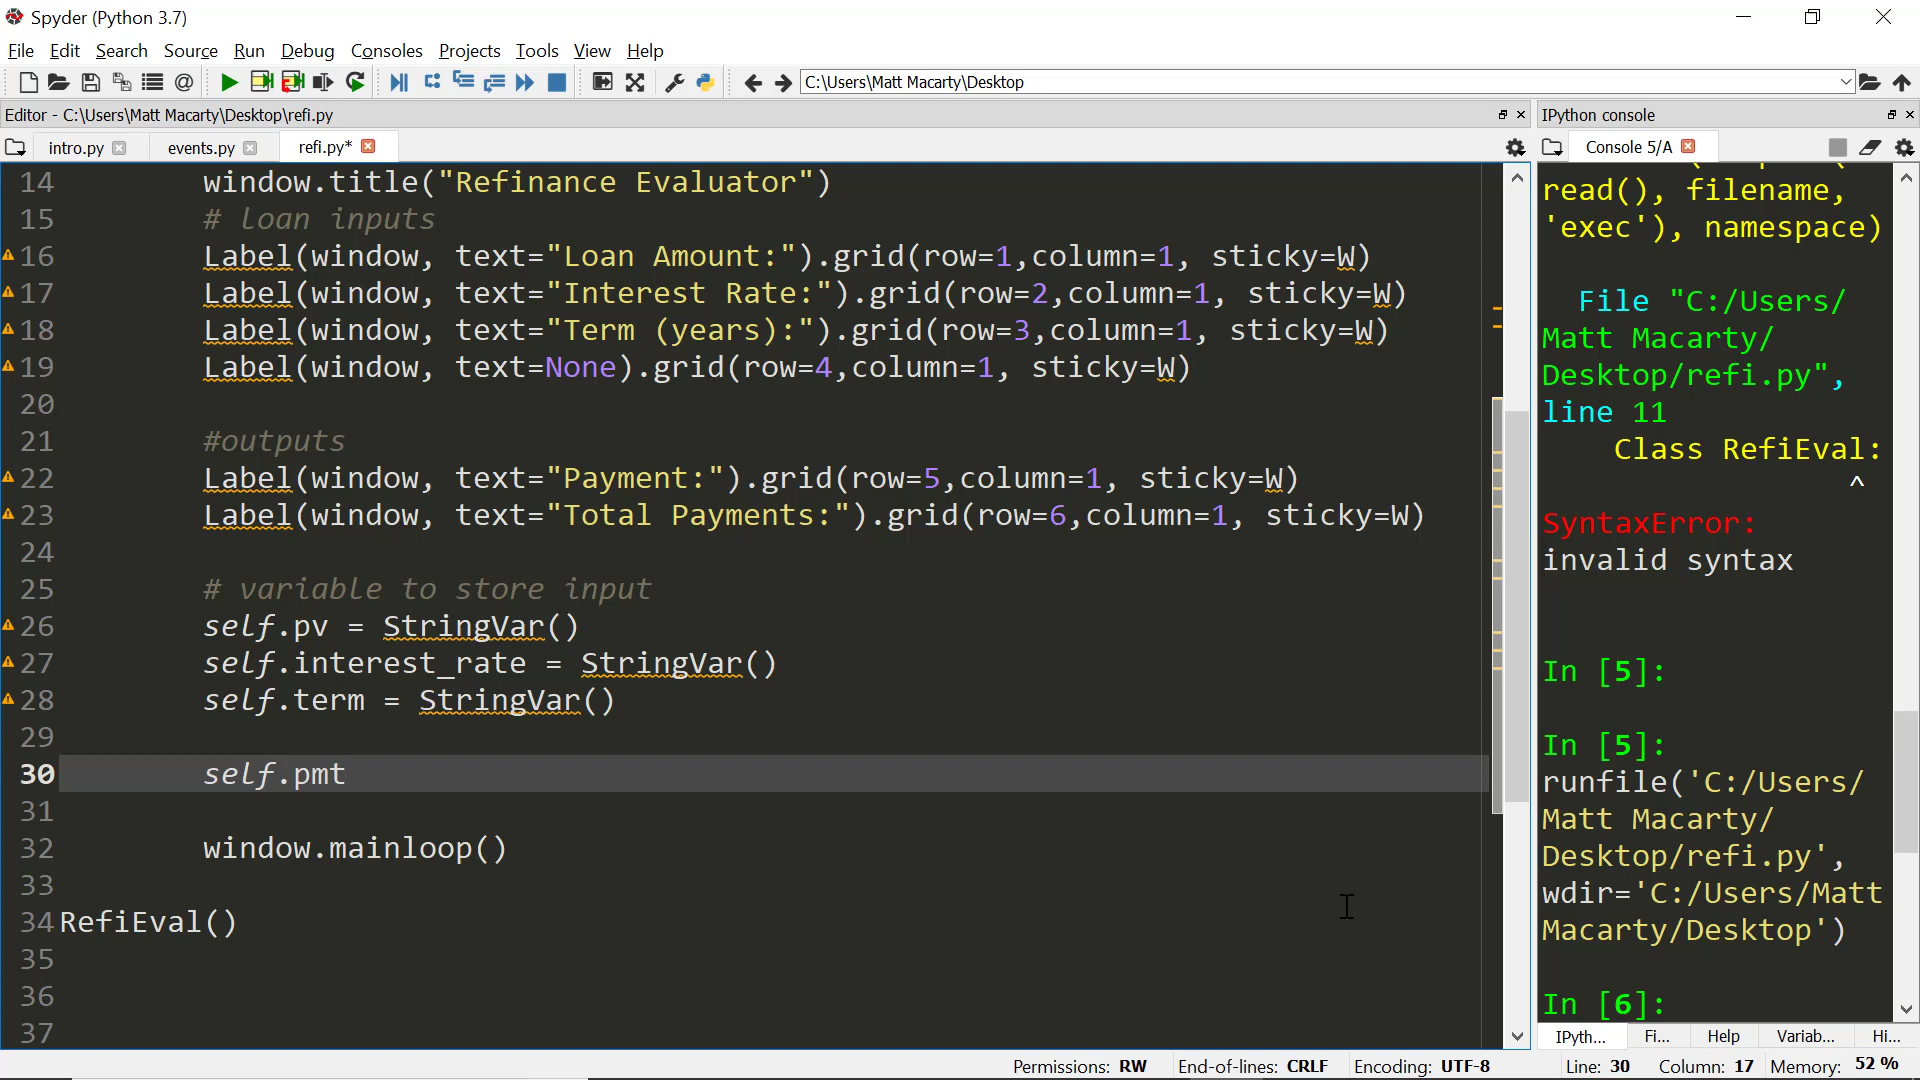 Spyder (Python 3.7)
File Edit Search Source Run Debug Consoles Projects Tools View Help
C:\Users\Matt Macarty\Desktop
Editor - C:\Users\Matt Macarty\Desktop\refi.py
intro.py events.py refi.py*
14 window.title("Refinance Evaluator")
15 # loan inputs
16 Label(window, text="Loan Amount:").grid(row=1,column=1, sticky=W)
17 Label(window, text="Interest Rate:").grid(row=2,column=1, sticky=W)
18 Label(window, text="Term (years):").grid(row=3,column=1, sticky=W)
19 Label(window, text=None).grid(row=4,column=1, sticky=W)
20
21 #outputs
22 Label(window, text="Payment:").grid(row=5,column=1, sticky=W)
23 Label(window, text="Total Payments:").grid(row=6,column=1, sticky=W)
24
25 # variable to store input
26 self.pv = StringVar()
27 self.interest_rate = StringVar()
28 self.term = StringVar()
29
30 self.pmt
31
32 window.mainloop()
33
34 RefiEval()
35
36
37
IPython console
Console 5/A
read(), filename,
'exec'), namespace)
File "C:/Users/
Matt Macarty/
Desktop/refi.py",
line 11
Class RefiEval:
^
SyntaxError:
invalid syntax
In [5]:
In [5]:
runfile('C:/Users/
Matt Macarty/
Desktop/refi.py',
wdir='C:/Users/Matt
Macarty/Desktop')
In [6]:
IPyth... Fi... Help Variab... Hi...
Permissions: RW End-of-lines: CRLF Encoding: UTF-8 Line: 30 Column: 17 Memory: 52 %